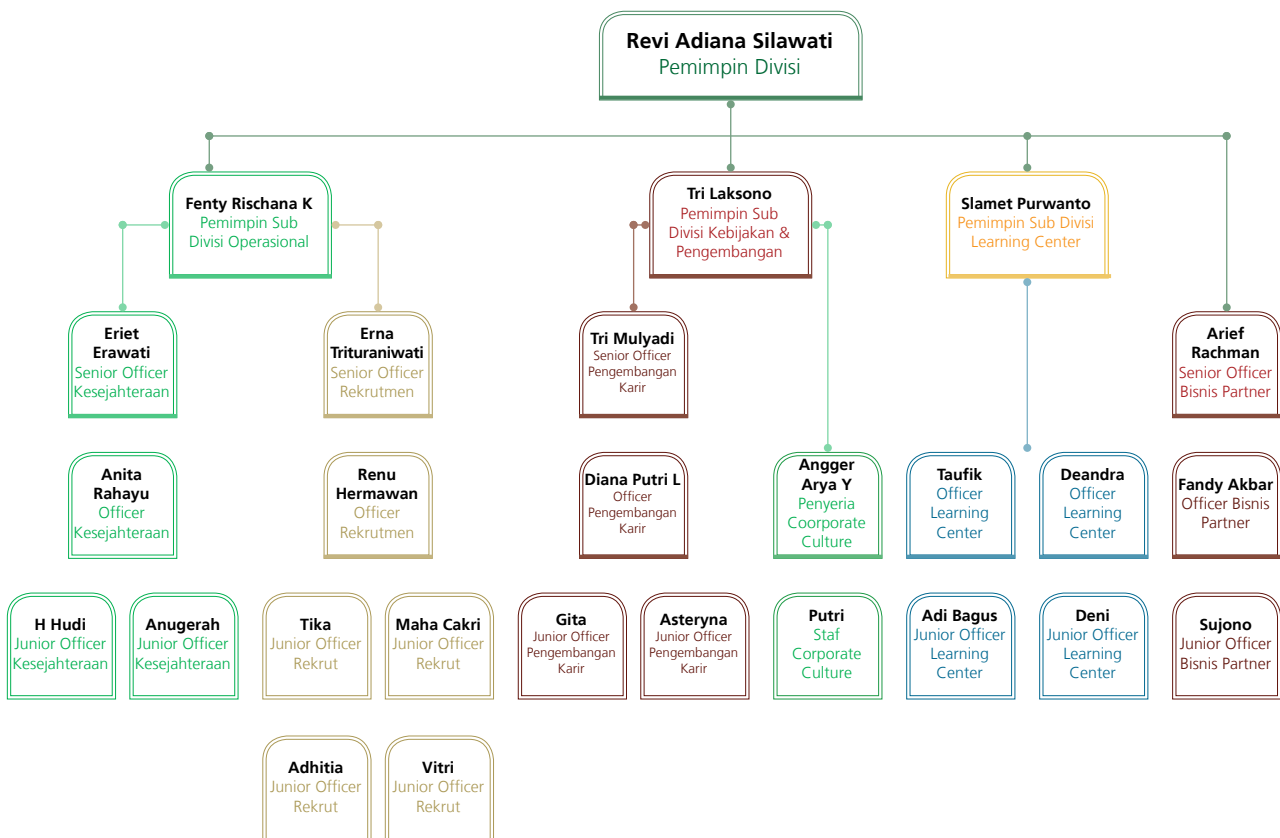 Revi Adiana Silawati
Pemimpin Divisi
Fenty Rischana K
Pemimpin Sub
Divisi Operasional
Tri Laksono
Pemimpin Sub
Divisi Kebijakan &
Pengembangan
Slamet Purwanto
Pemimpin Sub Divisi
Learning Center
Eriet
Erawati
Senior Officer
Kesejahteraan
Erna
Trituraniwati
Senior Officer
Rekrutmen
Tri Mulyadi
Senior Officer
Pengembangan
Karir
Arief
Rachman
Senior Officer
Bisnis Partner
Anita
Rahayu
Officer
Kesejahteraan
Renu
Hermawan
Officer
Rekrutmen
Diana Putri L
Officer
Pengembangan
Karir
Angger
Arya Y
Penyeria
Coorporate
Culture
Taufik
Officer
Learning
Center
Deandra
Officer
Learning
Center
Fandy Akbar
Officer Bisnis
Partner
H Hudi
Junior Officer
Kesejahteraan
Anugerah
Junior Officer
Kesejahteraan
Tika
Junior Officer
Rekrut
Maha Cakri
Junior Officer
Rekrut
Gita
Junior Officer
Pengembangan
Karir
Asteryna
Junior Officer
Pengembangan
Karir
Putri
Staf
Corporate
Culture
Adi Bagus
Junior Officer
Learning
Center
Deni
Junior Officer
Learning
Center
Sujono
Junior Officer
Bisnis Partner
Adhitia
Junior Officer
Rekrut
Vitri
Junior Officer
Rekrut